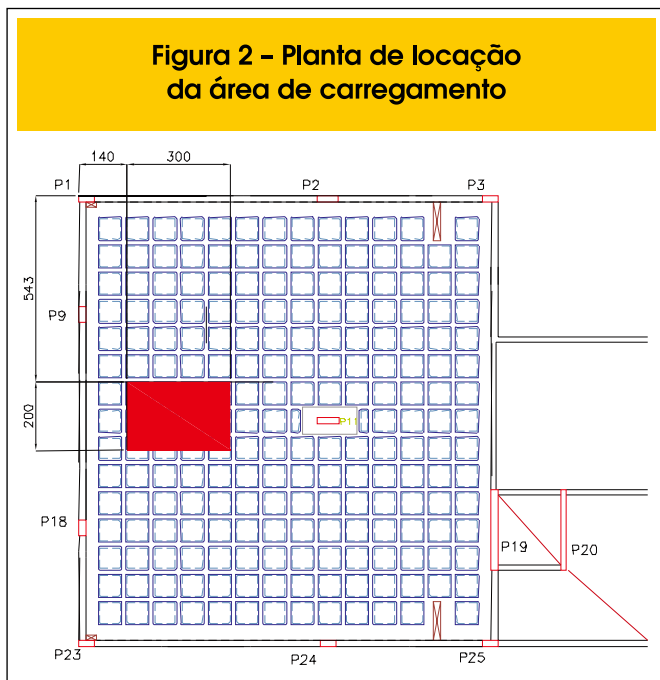 Figura 2 – Planta de locação
da área de carregamento
140 300
P1 P2 P3
543
P9
200
P11
P18
P19 P20
P23 P24 P25